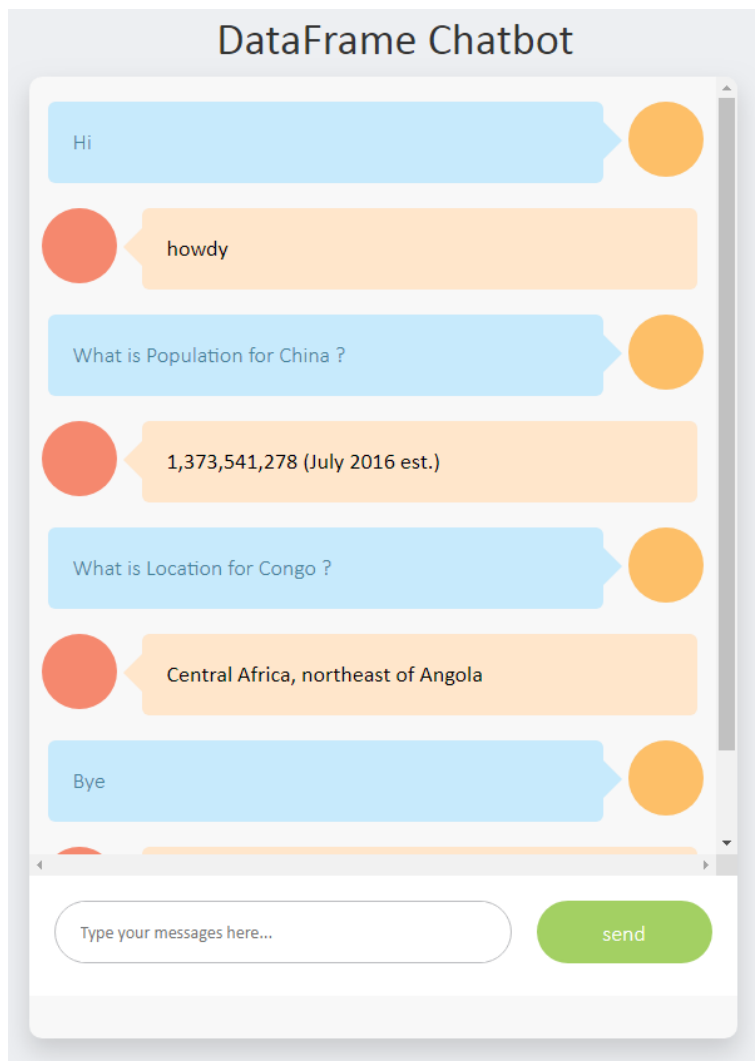 DataFrame Chatbot
Hi
howdy
What is Population for China ?
1,373,541,278 (July 2016 est.)
What is Location for Congo ?
Central Africa, northeast of Angola
Bye
Type your messages here...
send